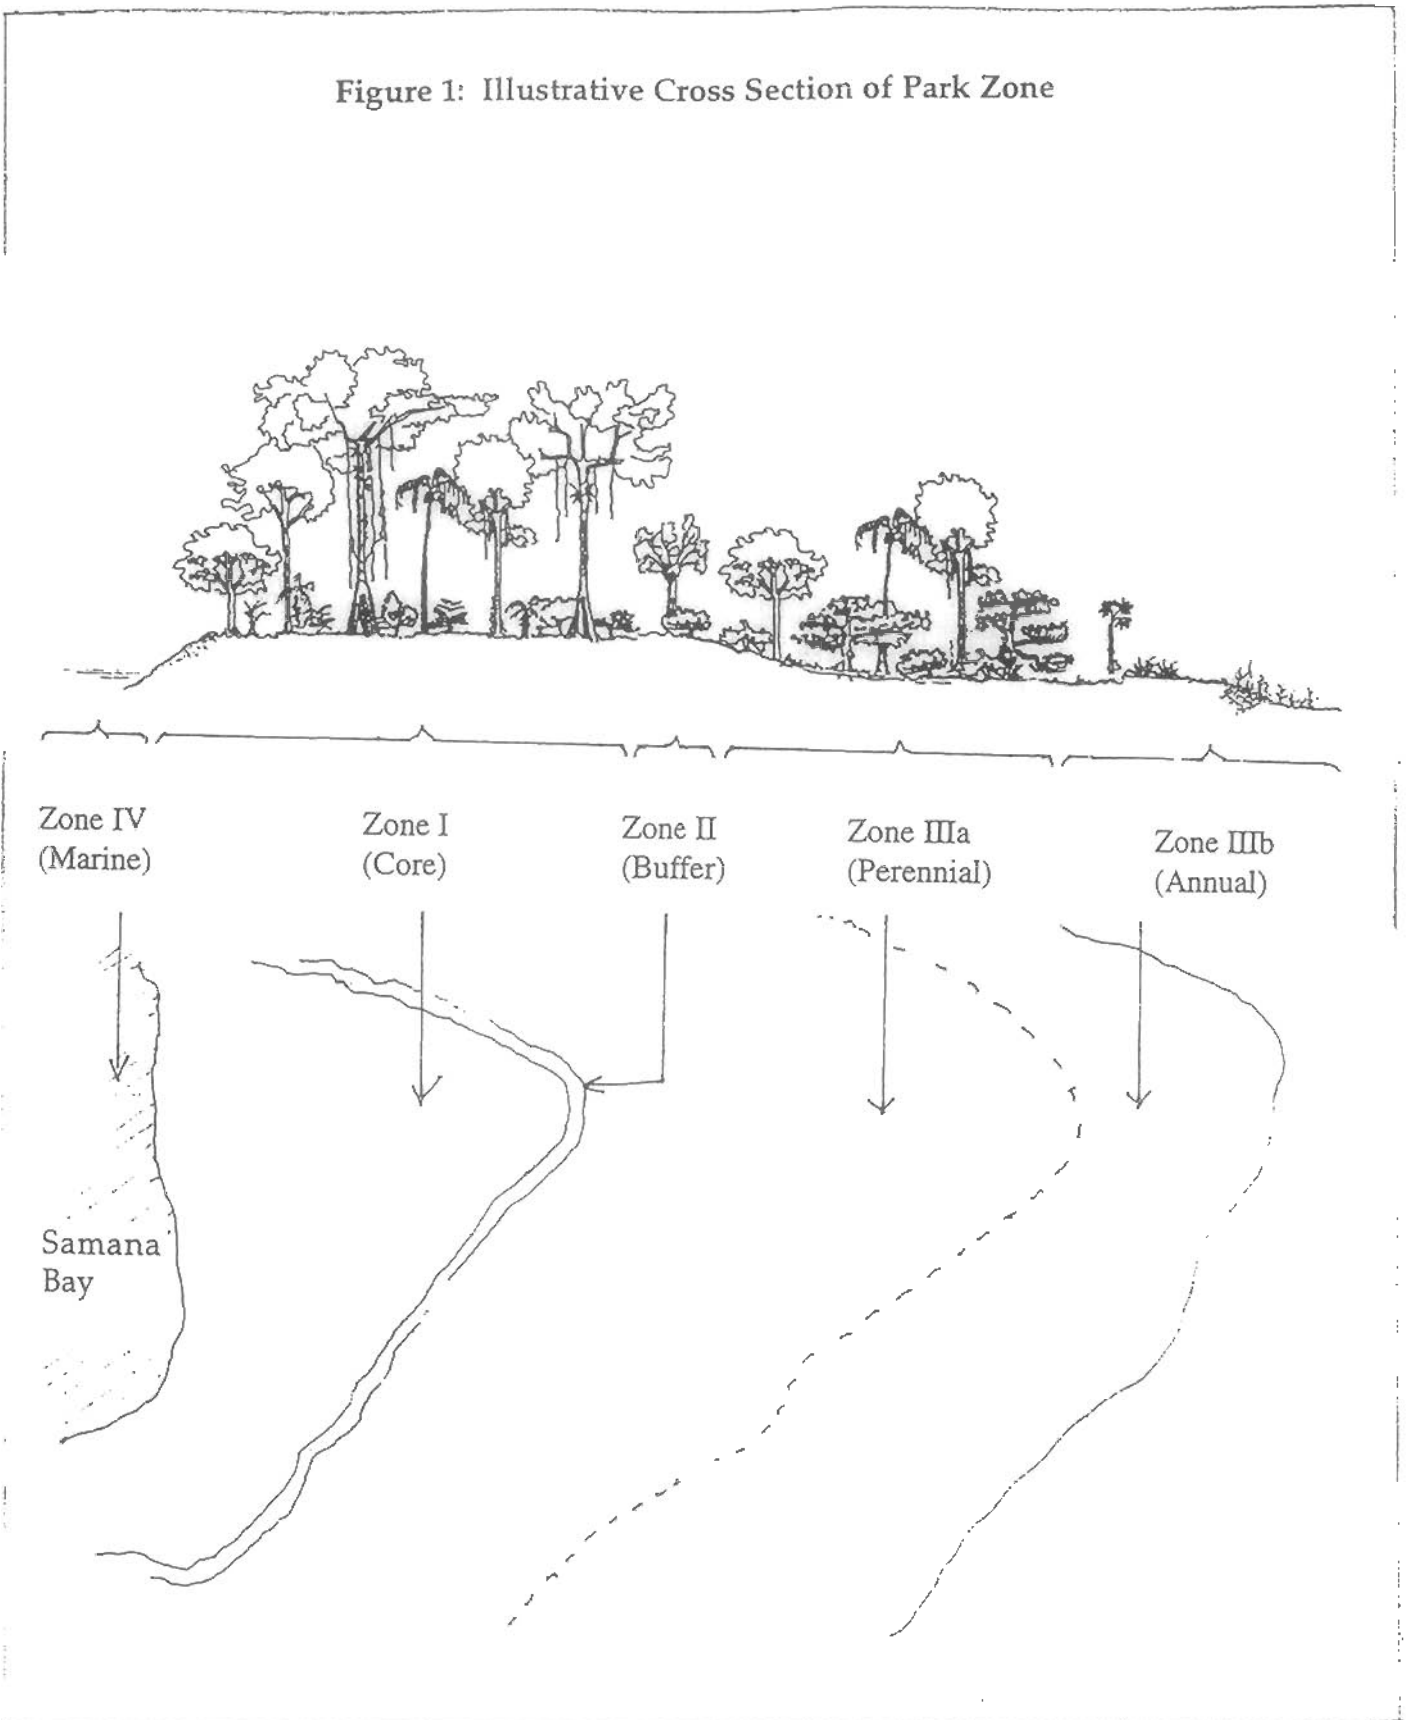 Figure 1: Illustrative Cross Section of Park Zone
Zone IV
(Marine)
Zone I
(Core)
Zone II
(Buffer)
Zone IIIa
(Perennial)
Zone IIIb
(Annual)
Samana
Bay